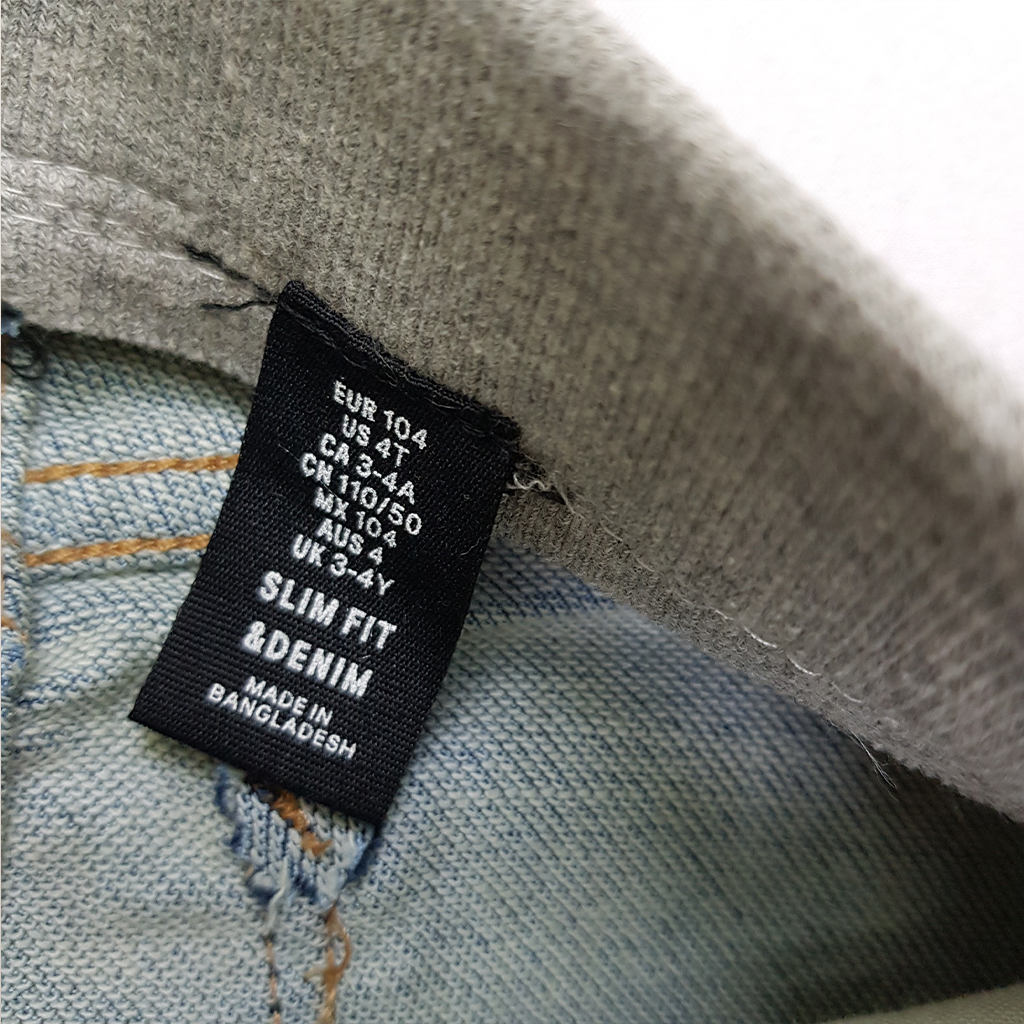 EUR 104
US 4T
CA 3-4A
CN 110/50
MX 104
AUS 4
UK 3-4Y
SLIM FIT
&DENIM
MADE IN
BANGLADESH